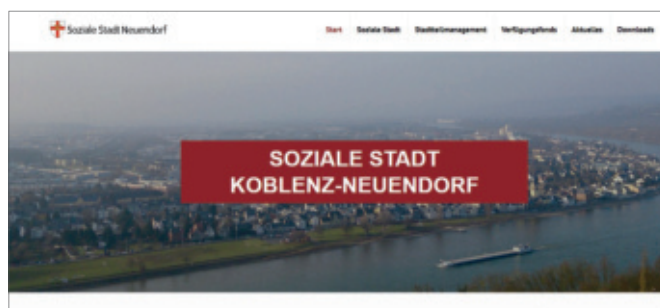 Soziale Stadt Neuendorf
Start Soziale Stadt Stadtteilmanagement Verfügungsfonds Aktuelles Downloads
SOZIALE STADT
KOBLENZ-NEUENDORF